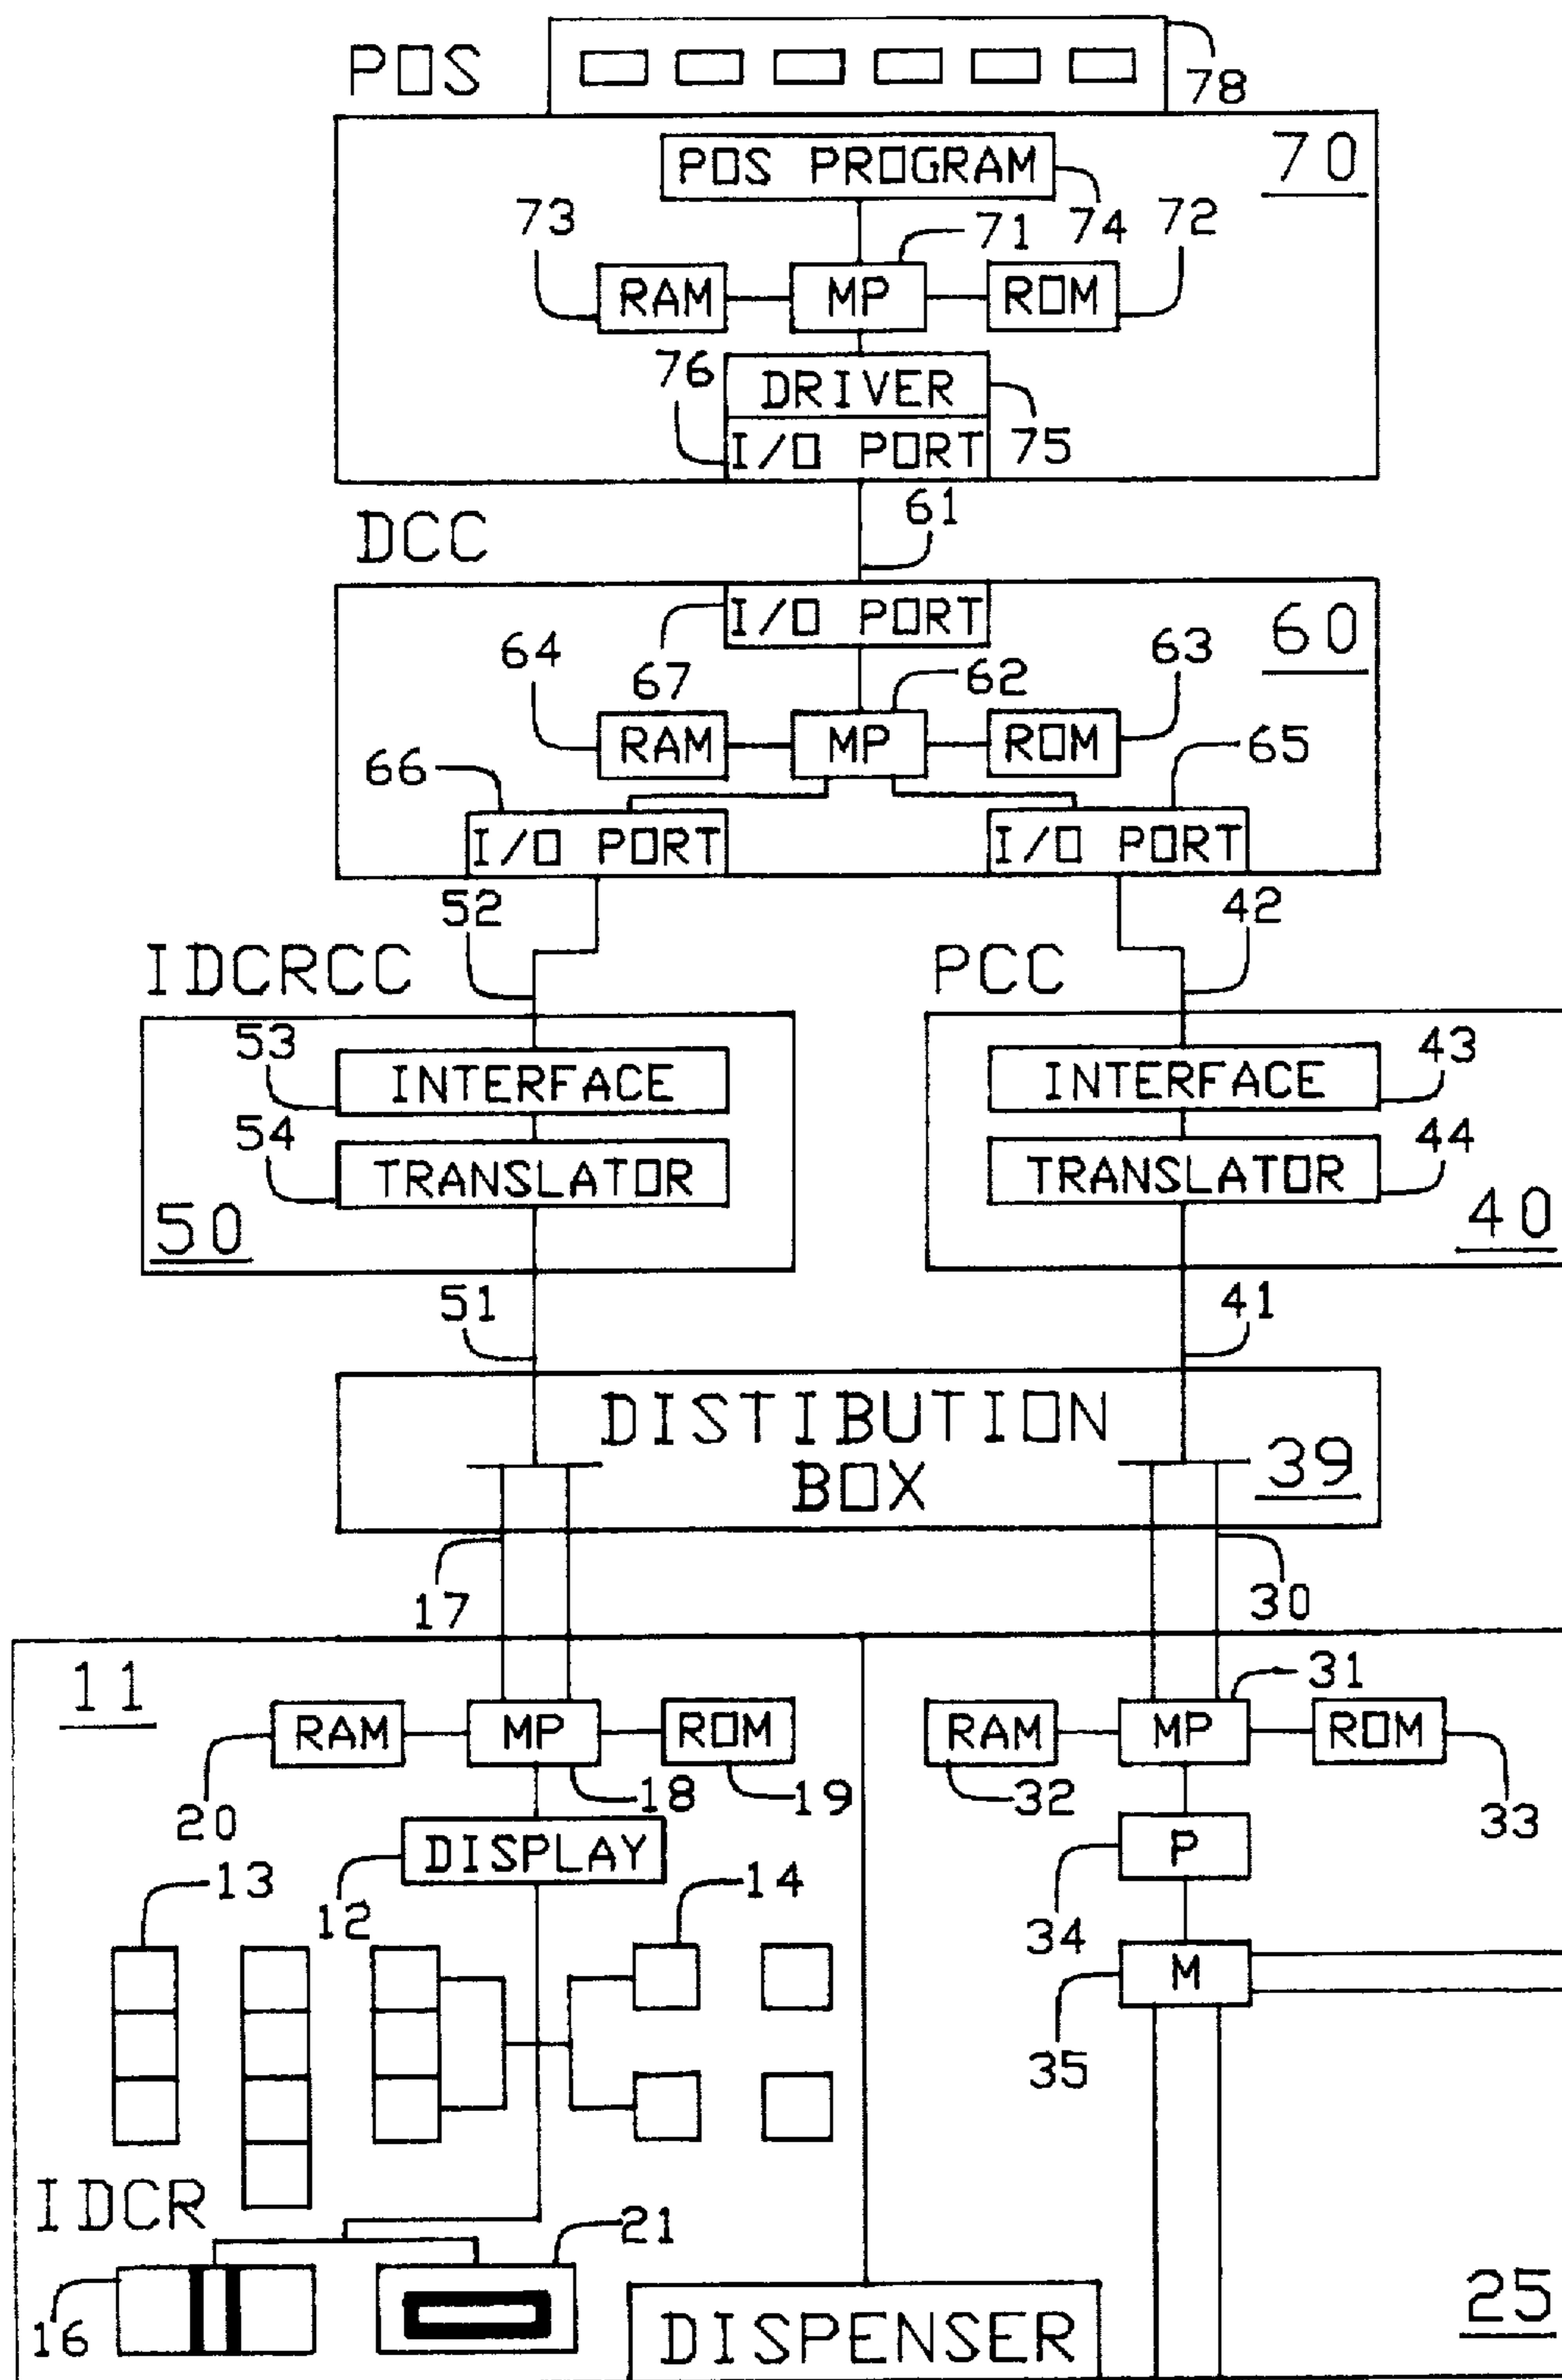 POS
78
70
POS PROGRAM
73
71
74
72
RAM
MP
ROM
76
DRIVER
I/O PORT
75
61
DCC
I/O PORT
60
64
67
62
63
RAM
MP
ROM
66
65
I/O PORT
I/O PORT
52
42
IDCRCC
PCC
53
INTERFACE
INTERFACE
43
54
TRANSLATOR
TRANSLATOR
44
50
40
51
41
DISTIBUTION
BOX
39
17
30
11
31
RAM
MP
ROM
RAM
MP
ROM
20
18
19
32
33
DISPLAY
P
13
12
14
34
M
35
IDCR
21
16
DISPENSER
25